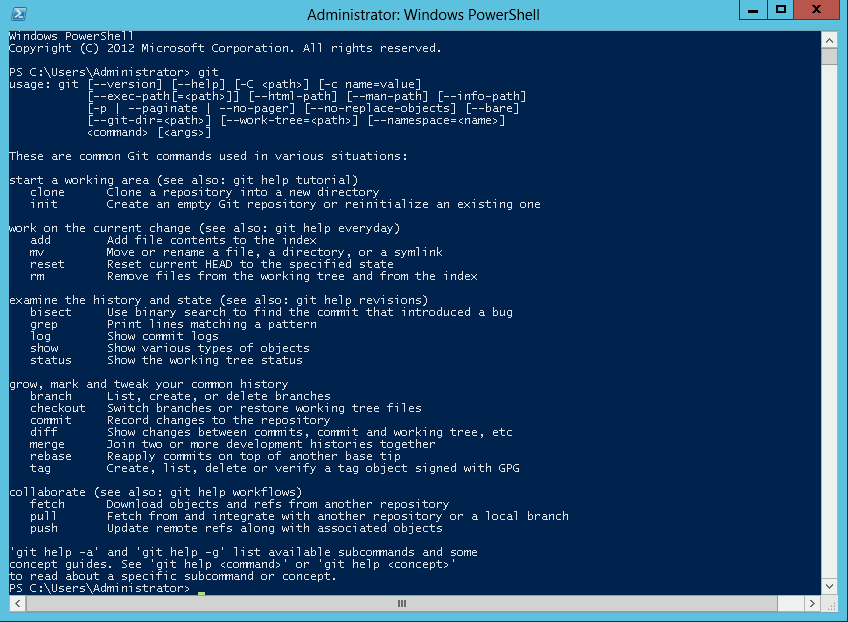 Administrator: Windows PowerShell
Windows PowerShell
Copyright (C) 2012 Microsoft Corporation. All rights reserved.

PS C:\Users\Administrator> git
usage: git [--version] [--help] [-C <path>] [-c name=value]
           [--exec-path[=<path>]] [--html-path] [--man-path] [--info-path]
           [-p | --paginate | --no-pager] [--no-replace-objects] [--bare]
           [--git-dir=<path>] [--work-tree=<path>] [--namespace=<name>]
           <command> [<args>]

These are common Git commands used in various situations:

start a working area (see also: git help tutorial)
   clone      Clone a repository into a new directory
   init       Create an empty Git repository or reinitialize an existing one

work on the current change (see also: git help everyday)
   add        Add file contents to the index
   mv         Move or rename a file, a directory, or a symlink
   reset      Reset current HEAD to the specified state
   rm         Remove files from the working tree and from the index

examine the history and state (see also: git help revisions)
   bisect     Use binary search to find the commit that introduced a bug
   grep       Print lines matching a pattern
   log        Show commit logs
   show       Show various types of objects
   status     Show the working tree status

grow, mark and tweak your common history
   branch     List, create, or delete branches
   checkout   Switch branches or restore working tree files
   commit     Record changes to the repository
   diff       Show changes between commits, commit and working tree, etc
   merge      Join two or more development histories together
   rebase     Reapply commits on top of another base tip
   tag        Create, list, delete or verify a tag object signed with GPG

collaborate (see also: git help workflows)
   fetch      Download objects and refs from another repository
   pull       Fetch from and integrate with another repository or a local branch
   push       Update remote refs along with associated objects

'git help -a' and 'git help -g' list available subcommands and some
concept guides. See 'git help <command>' or 'git help <concept>'
to read about a specific subcommand or concept.
PS C:\Users\Administrator> _